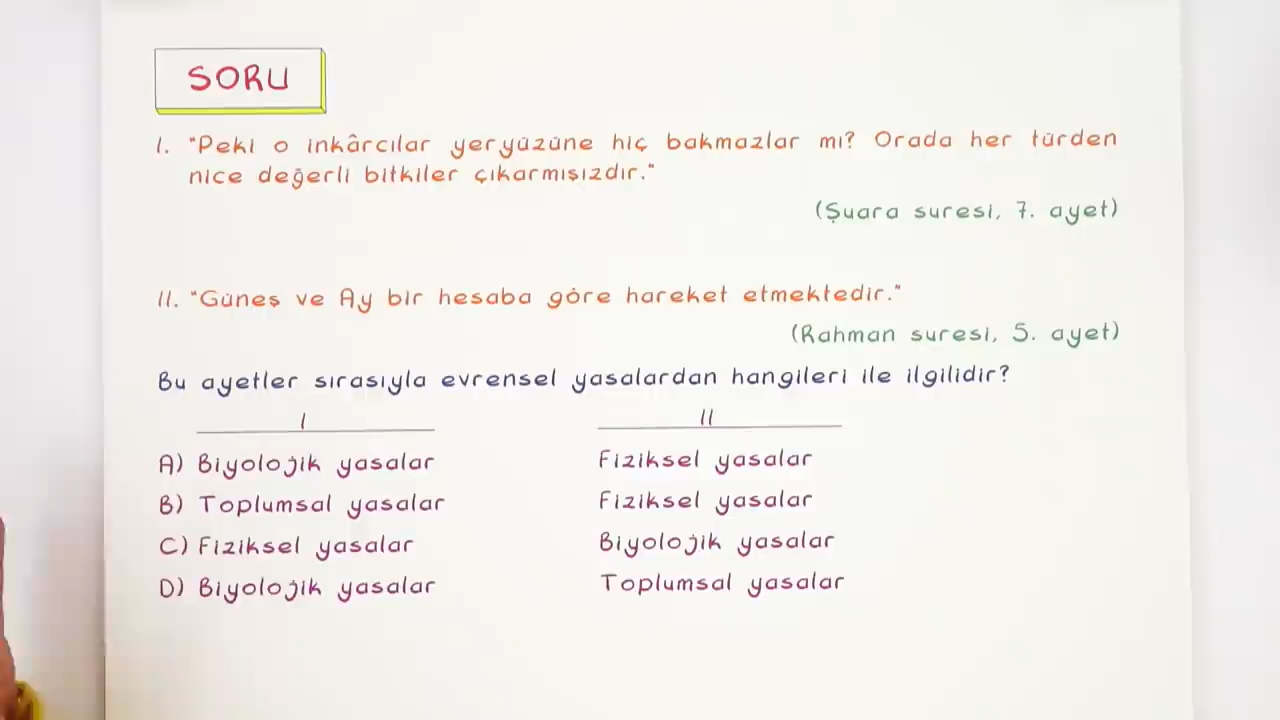 SORU
I. "Peki o inkârcılar yeryüzüne hiç bakmazlar mı? Orada her türden
nice değerli bitkiler çıkarmışızdır."
(Şuara suresi, 7. ayet)
II. "Güneş ve Ay bir hesaba göre hareket etmektedir."
(Rahman suresi, 5. ayet)
Bu ayetler sırasıyla evrensel yasalardan hangileri ile ilgilidir?
I II
A) Biyolojik yasalar Fiziksel yasalar
B) Toplumsal yasalar Fiziksel yasalar
C) Fiziksel yasalar Biyolojik yasalar
D) Biyolojik yasalar Toplumsal yasalar